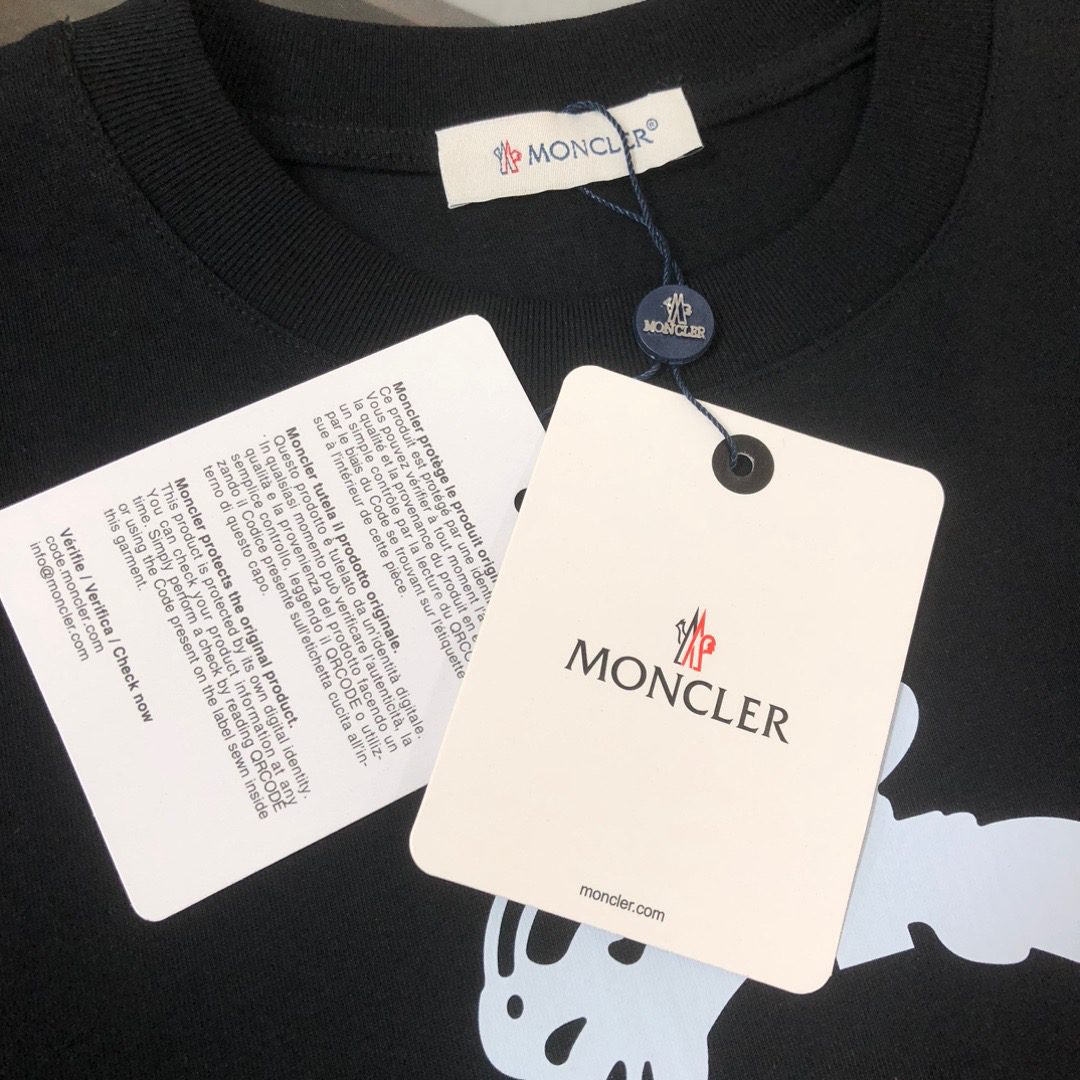 MONCLER®
MONCLER
Moncler protège le produit
Ce produit est protégé par une
Vous pouvez vérifier à tout moment
la qualité et la provenance du produit en
un simple contrôle par la lecture du QRCODE
par le biais du Code se trouvant sur l'étiquette
sue à l'intérieur de cette pièce.
Moncler tutela il prodotto originale.
Questo prodotto è tutelato da un'identità digitale.
In qualsiasi momento può verificare l'autenticità, la
qualità e la provenienza del prodotto facendo un
semplice controllo, leggendo il QRCODE o utiliz-
zando il Codice presente sull'etichetta cucita all'in-
terno di questo capo.
Moncler protects the original product.
This product is protected by its own digital identity.
You can check your product information at any
time. Simply perform a check by reading QRCODE
or using the Code present on the label sewn inside
this garment.
Vérifie / Verifica / Check now
code.moncler.com
info@moncler.com
MONCLER
moncler.com